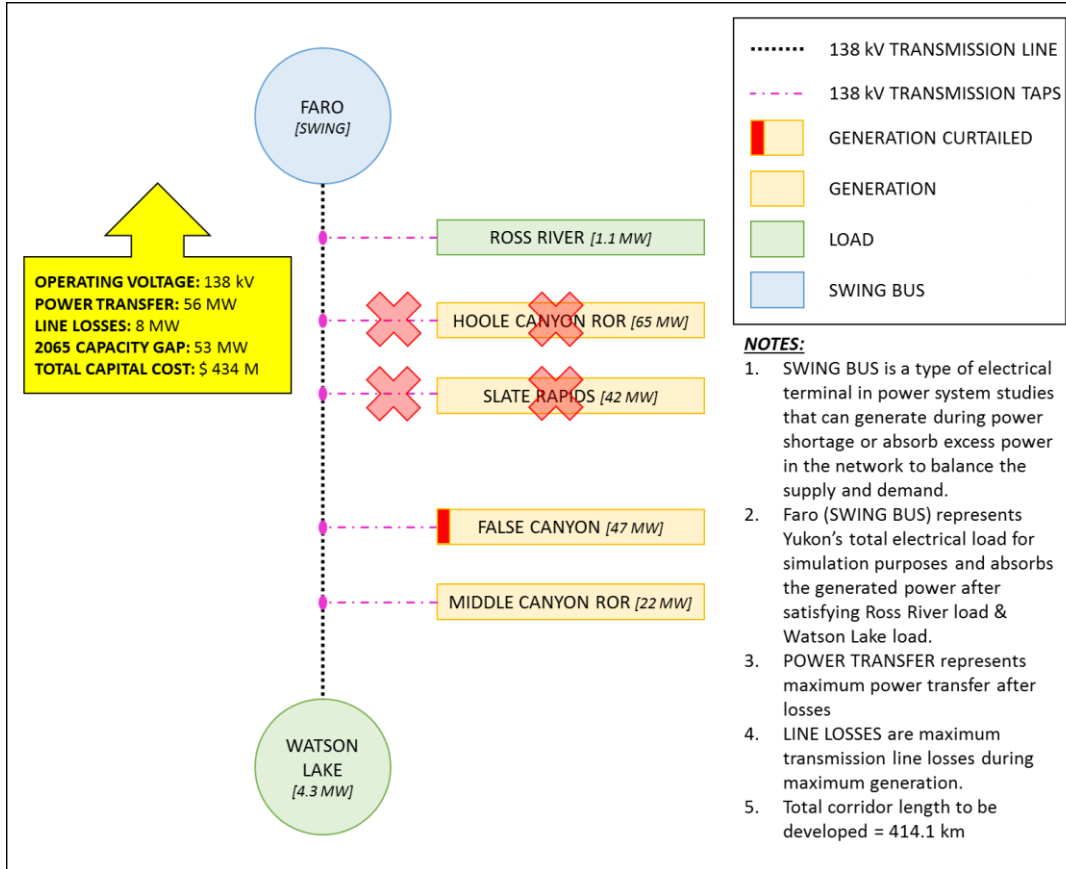 FARO
[SWING]
OPERATING VOLTAGE: 138 kV
POWER TRANSFER: 56 MW
LINE LOSSES: 8 MW
2065 CAPACITY GAP: 53 MW
TOTAL CAPITAL COST: $ 434 M
ROSS RIVER [1.1 MW]
HOOLE CANYON ROR [65 MW]
SLATE RAPIDS [42 MW]
FALSE CANYON [47 MW]
MIDDLE CANYON ROR [22 MW]
WATSON
LAKE
[4.3 MW]
138 kV TRANSMISSION LINE
138 kV TRANSMISSION TAPS
GENERATION CURTAILED
GENERATION
LOAD
SWING BUS
NOTES:
1. SWING BUS is a type of electrical
terminal in power system studies
that can generate during power
shortage or absorb excess power
in the network to balance the
supply and demand.
2. Faro (SWING BUS) represents
Yukon's total electrical load for
simulation purposes and absorbs
the generated power after
satisfying Ross River load &
Watson Lake load.
3. POWER TRANSFER represents
maximum power transfer after
losses
4. LINE LOSSES are maximum
transmission line losses during
maximum generation.
5. Total corridor length to be
developed = 414.1 km